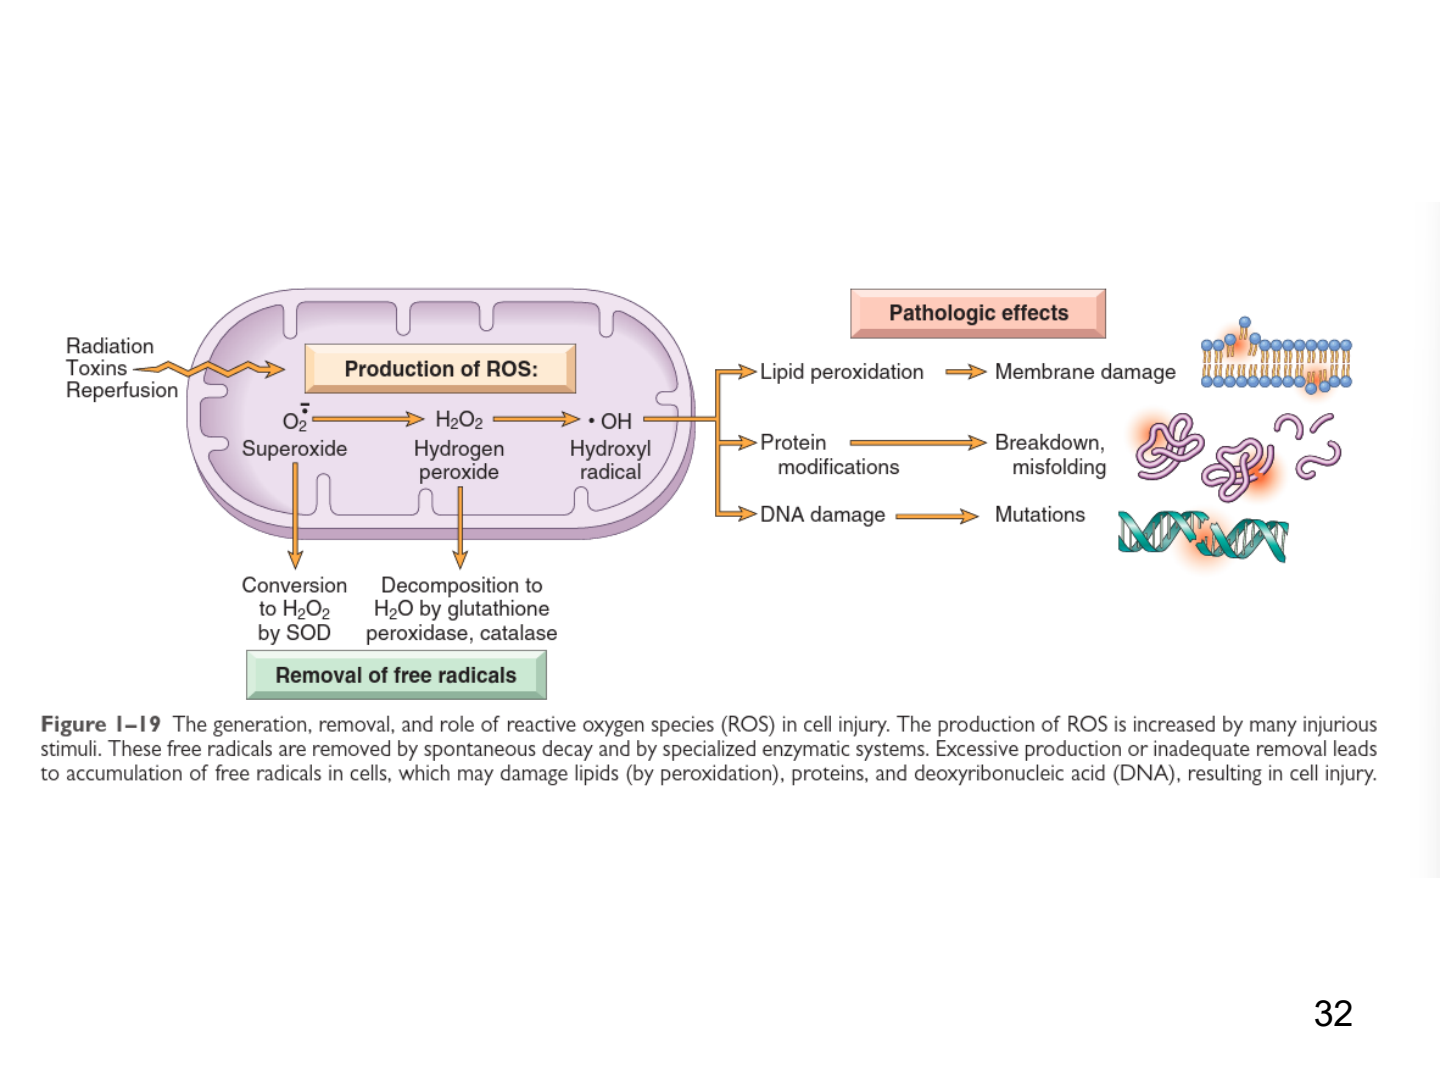 Radiation
Toxins
Reperfusion
Production of ROS:
O₂•̅
Superoxide
H₂O₂
Hydrogen
peroxide
• OH
Hydroxyl
radical
Conversion
to H₂O₂
by SOD
Decomposition to
H₂O by glutathione
peroxidase, catalase
Removal of free radicals
Pathologic effects
Lipid peroxidation
Membrane damage
Protein
modifications
Breakdown,
misfolding
DNA damage
Mutations
Figure 1–19 The generation, removal, and role of reactive oxygen species (ROS) in cell injury. The production of ROS is increased by many injurious
stimuli. These free radicals are removed by spontaneous decay and by specialized enzymatic systems. Excessive production or inadequate removal leads
to accumulation of free radicals in cells, which may damage lipids (by peroxidation), proteins, and deoxyribonucleic acid (DNA), resulting in cell injury.
32